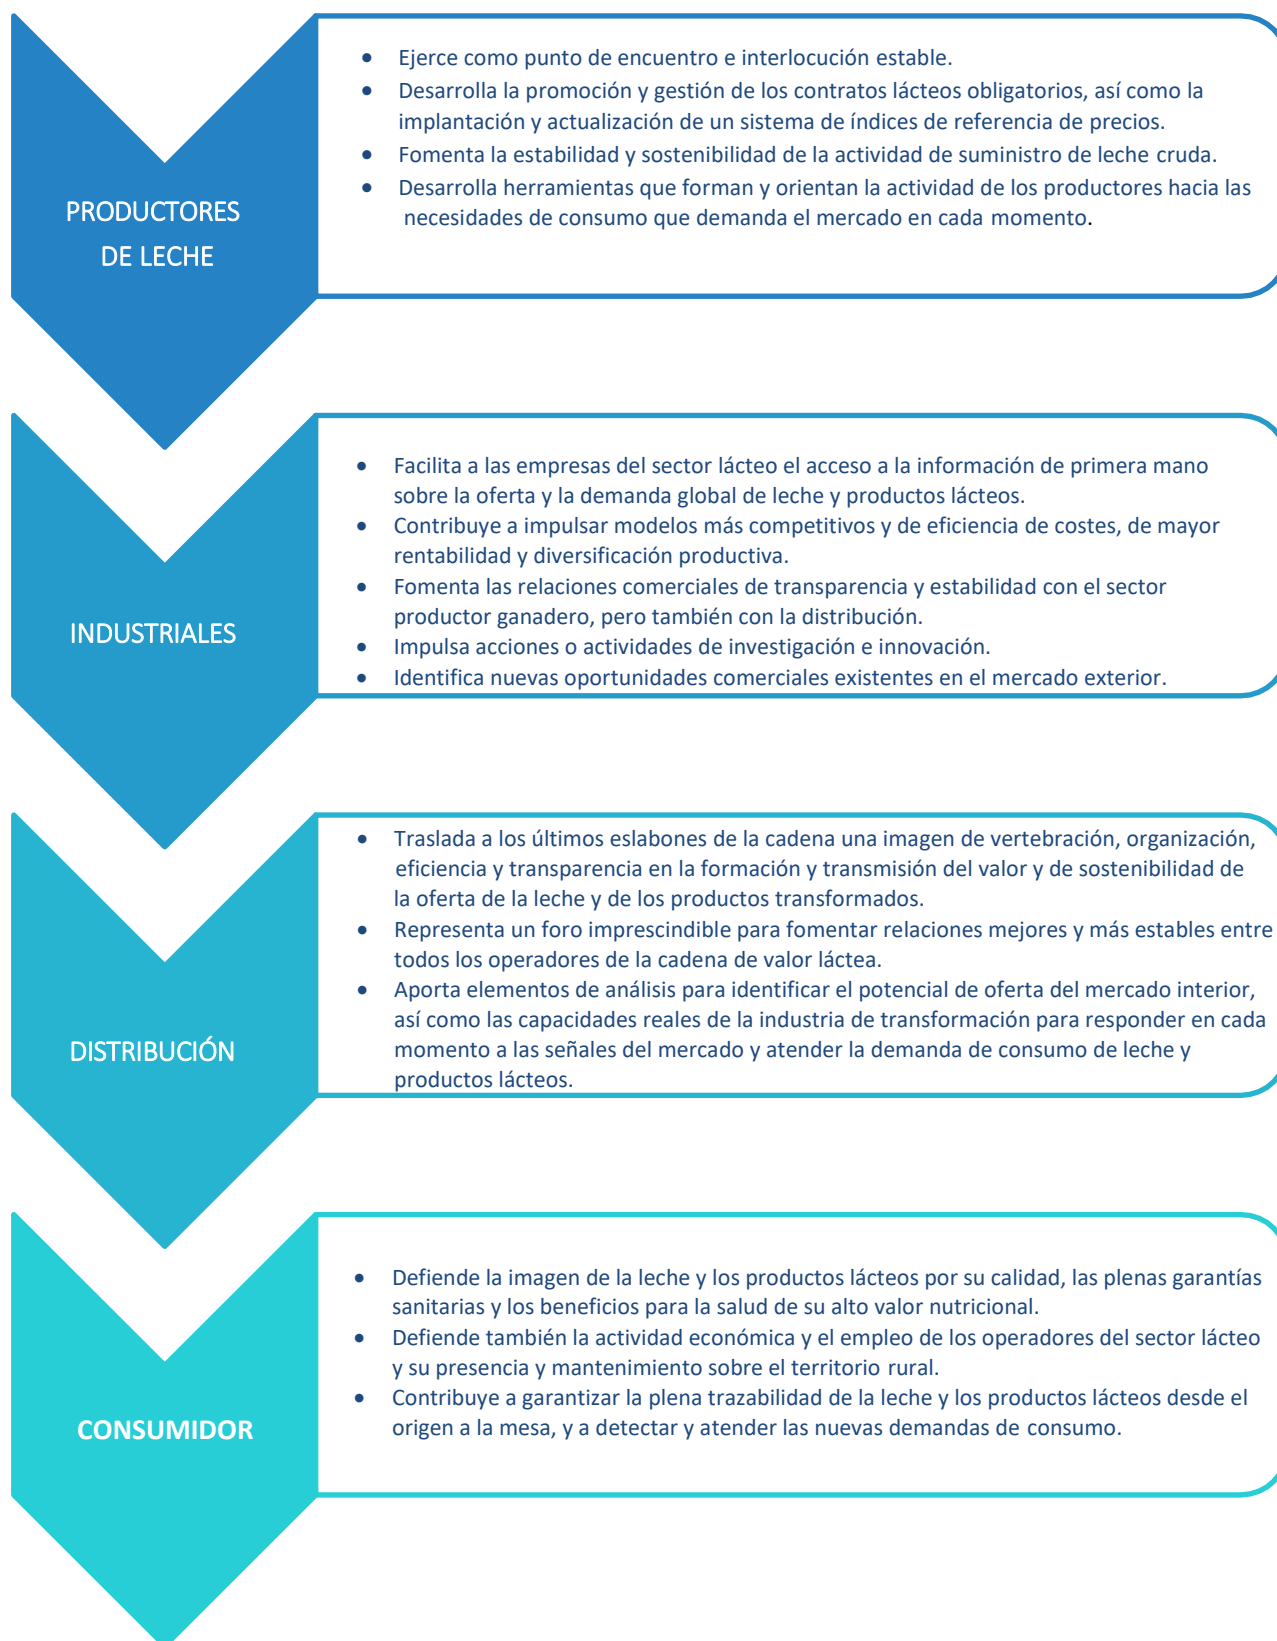 PRODUCTORES
DE LECHE
• Ejerce como punto de encuentro e interlocución estable.
• Desarrolla la promoción y gestión de los contratos lácteos obligatorios, así como la
implantación y actualización de un sistema de índices de referencia de precios.
• Fomenta la estabilidad y sostenibilidad de la actividad de suministro de leche cruda.
• Desarrolla herramientas que forman y orientan la actividad de los productores hacia las
necesidades de consumo que demanda el mercado en cada momento.
INDUSTRIALES
• Facilita a las empresas del sector lácteo el acceso a la información de primera mano
sobre la oferta y la demanda global de leche y productos lácteos.
• Contribuye a impulsar modelos más competitivos y de eficiencia de costes, de mayor
rentabilidad y diversificación productiva.
• Fomenta las relaciones comerciales de transparencia y estabilidad con el sector
productor ganadero, pero también con la distribución.
• Impulsa acciones o actividades de investigación e innovación.
• Identifica nuevas oportunidades comerciales existentes en el mercado exterior.
DISTRIBUCIÓN
• Traslada a los últimos eslabones de la cadena una imagen de vertebración, organización,
eficiencia y transparencia en la formación y transmisión del valor y de sostenibilidad de
la oferta de la leche y de los productos transformados.
• Representa un foro imprescindible para fomentar relaciones mejores y más estables entre
todos los operadores de la cadena de valor láctea.
• Aporta elementos de análisis para identificar el potencial de oferta del mercado interior,
así como las capacidades reales de la industria de transformación para responder en cada
momento a las señales del mercado y atender la demanda de consumo de leche y
productos lácteos.
CONSUMIDOR
• Defiende la imagen de la leche y los productos lácteos por su calidad, las plenas garantías
sanitarias y los beneficios para la salud de su alto valor nutricional.
• Defiende también la actividad económica y el empleo de los operadores del sector lácteo
y su presencia y mantenimiento sobre el territorio rural.
• Contribuye a garantizar la plena trazabilidad de la leche y los productos lácteos desde el
origen a la mesa, y a detectar y atender las nuevas demandas de consumo.